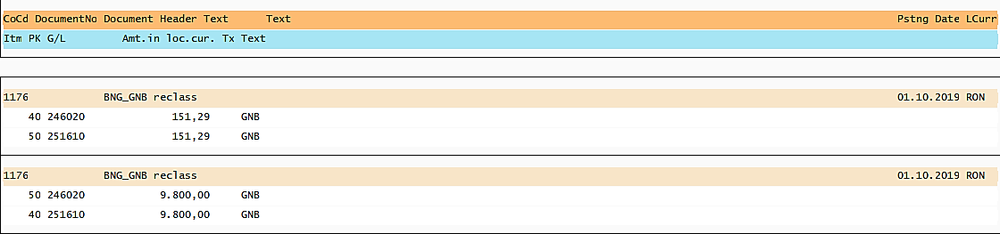 CoCd DocumentNo Document Header Text Text Pstng Date LCurr
Itm PK G/L Amt.in loc.cur. Tx Text
1176 BNG_GNB reclass 01.10.2019 RON
40 246020 151,29 GNB
50 251610 151,29 GNB
1176 BNG_GNB reclass 01.10.2019 RON
50 246020 9.800,00 GNB
40 251610 9.800,00 GNB